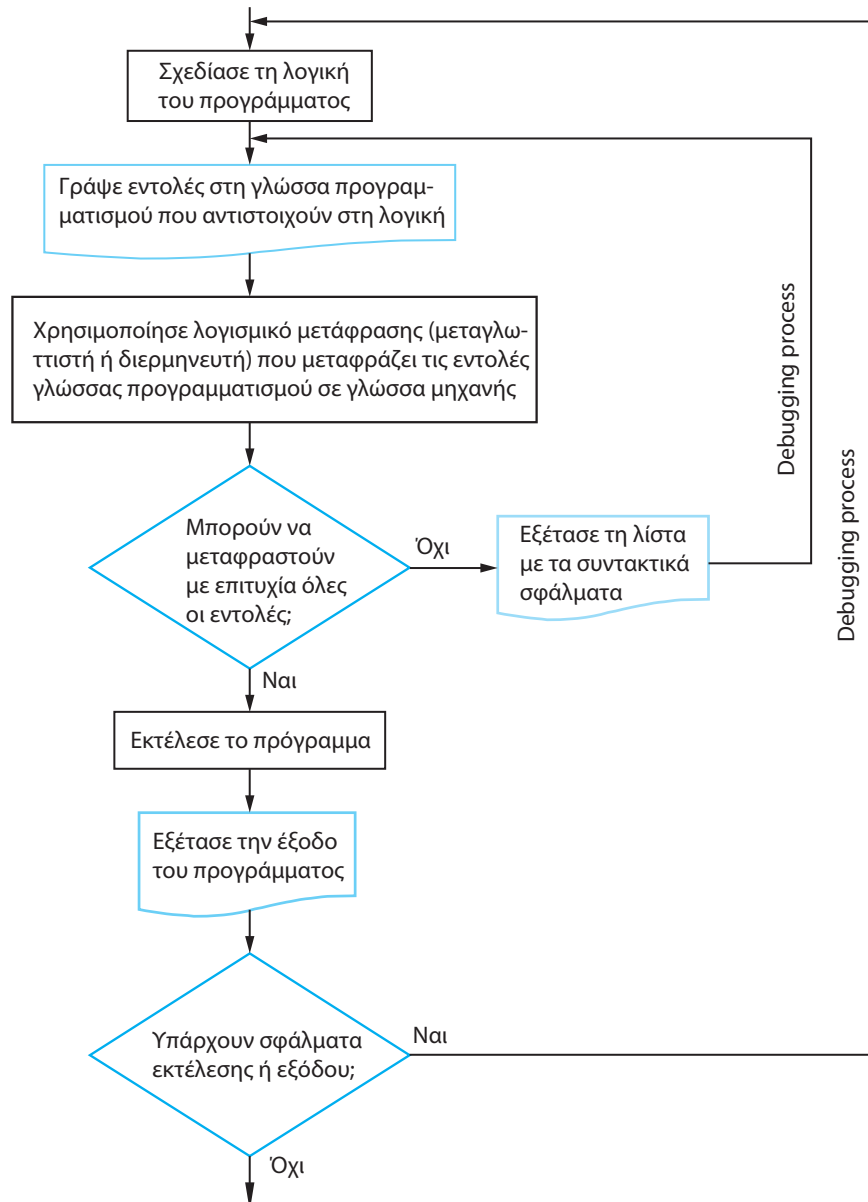 Σχεδίασε τη λογική
του προγράμματος
Γράψε εντολές στη γλώσσα προγραμ-
ματισμού που αντιστοιχούν στη λογική
Χρησιμοποίησε λογισμικό μετάφρασης (μεταγλω-
ττιστή ή διερμηνευτή) που μεταφράζει τις εντολές
γλώσσας προγραμματισμού σε γλώσσα μηχανής
Μπορούν να
μεταφραστούν
με επιτυχία όλες
οι εντολές;
Όχι
Εξέτασε τη λίστα
με τα συντακτικά
σφάλματα
Debugging process
Debugging process
Ναι
Εκτέλεσε το πρόγραμμα
Εξέτασε την έξοδο
του προγράμματος
Υπάρχουν σφάλματα
εκτέλεσης ή εξόδου;
Ναι
Όχι